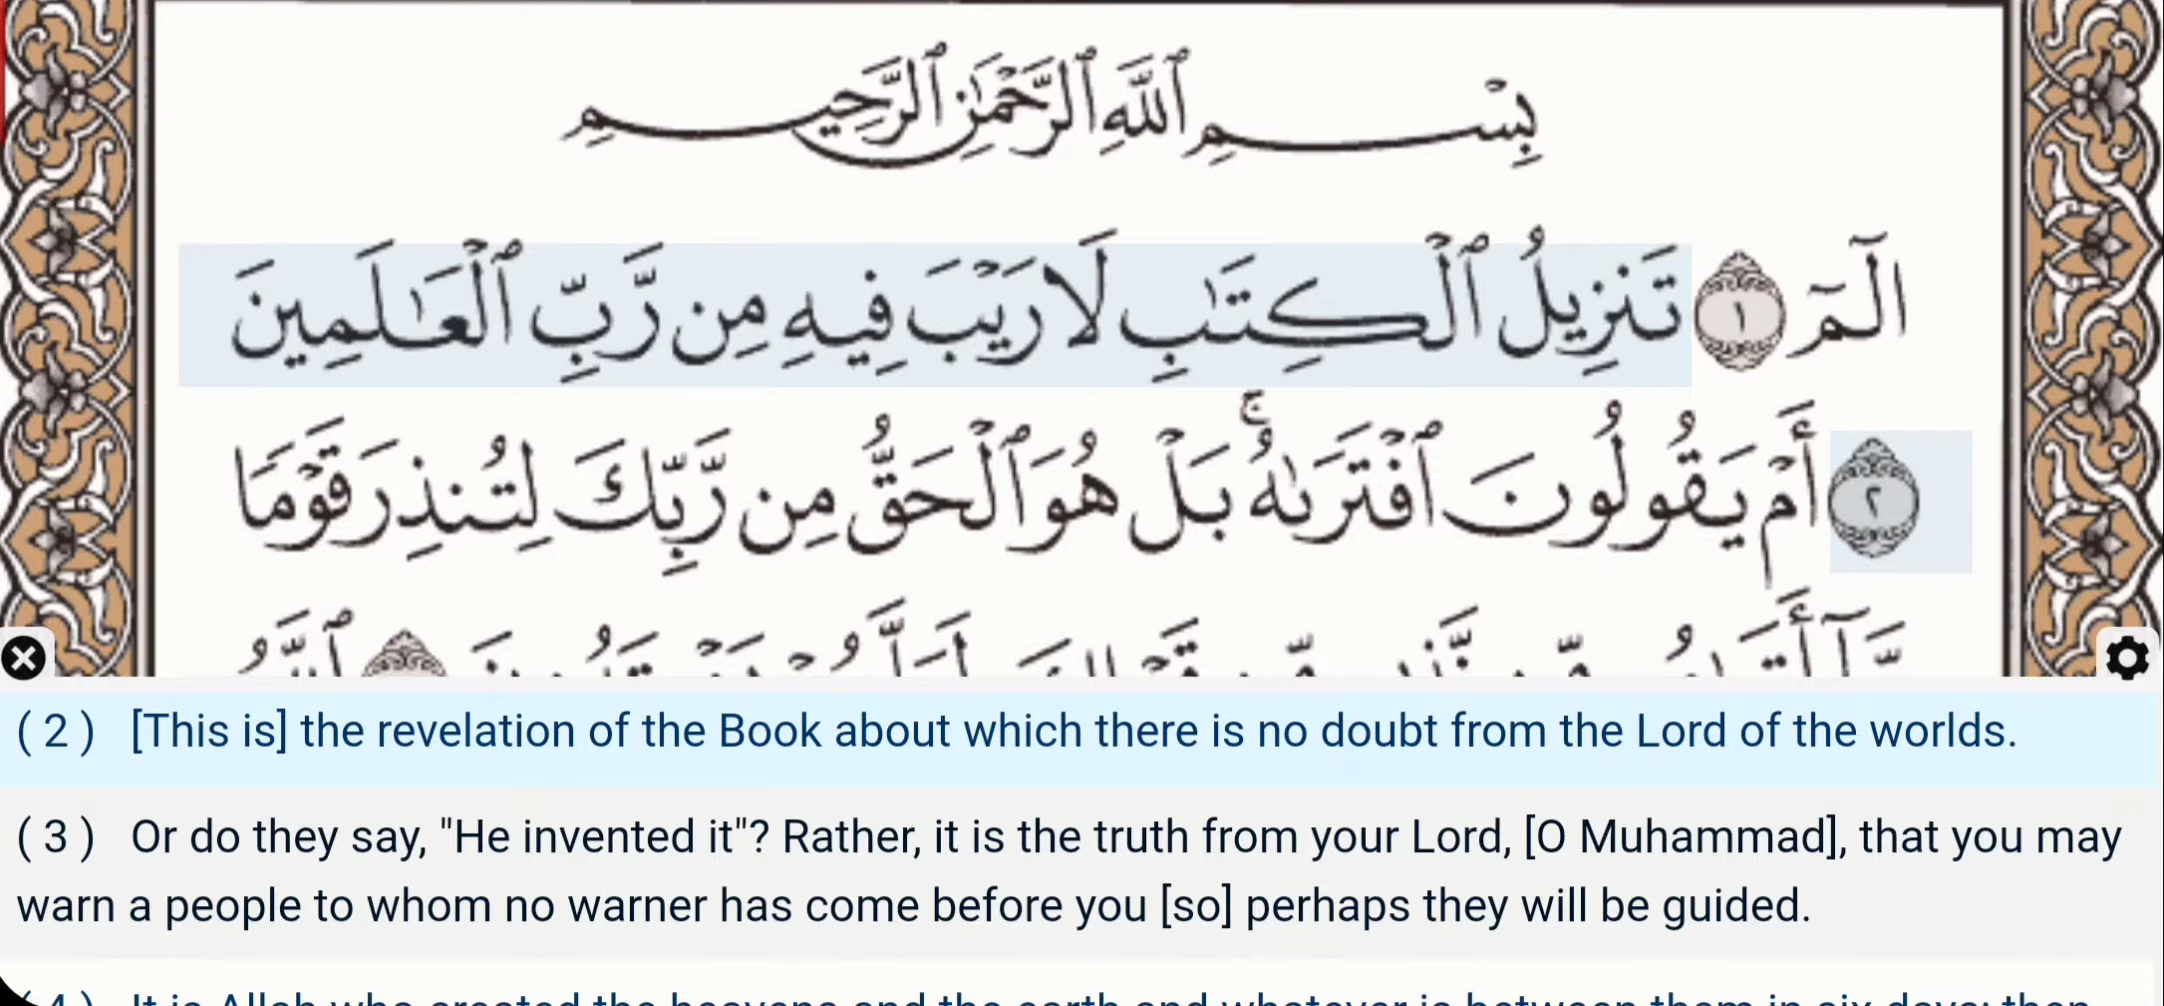 بِسْمِ ٱللَّهِ ٱلرَّحْمَٰنِ ٱلرَّحِيمِ
الٓمٓ ١ تَنزِيلُ ٱلْكِتَٰبِ لَا رَيْبَ فِيهِ مِن رَّبِّ ٱلْعَٰلَمِينَ
٢ أَمْ يَقُولُونَ ٱفْتَرَىٰهُ ۚ بَلْ هُوَ ٱلْحَقُّ مِن رَّبِّكَ لِتُنذِرَ قَوْمًا
( 2 ) [This is] the revelation of the Book about which there is no doubt from the Lord of the worlds.
( 3 ) Or do they say, "He invented it"? Rather, it is the truth from your Lord, [O Muhammad], that you may
warn a people to whom no warner has come before you [so] perhaps they will be guided.